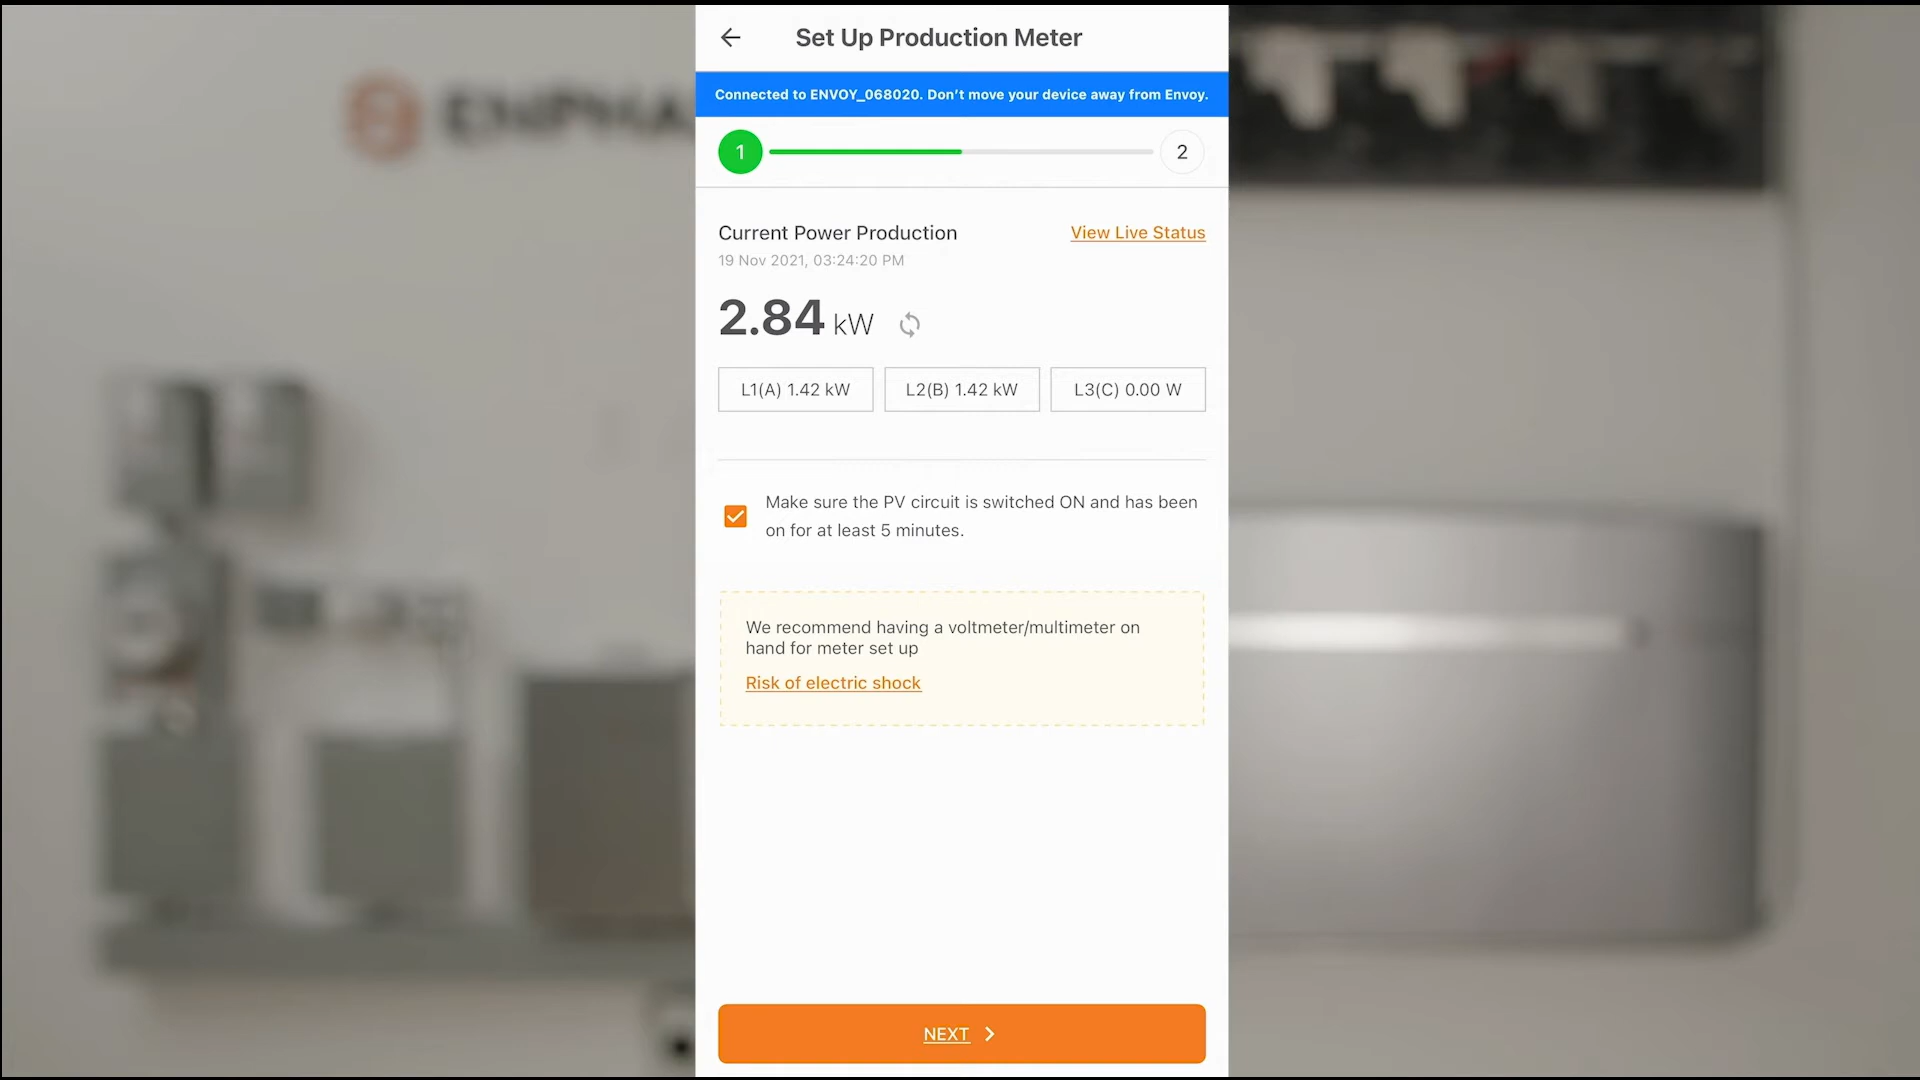 Set Up Production Meter
Connected to ENVOY_068020. Don't move your device away from Envoy.
1
2
Current Power Production
View Live Status
19 Nov 2021, 03:24:20 PM
2.84 kW
L1(A) 1.42 kW
L2(B) 1.42 kW
L3(C) 0.00 W
Make sure the PV circuit is switched ON and has been
on for at least 5 minutes.
We recommend having a voltmeter/multimeter on
hand for meter set up
Risk of electric shock
NEXT